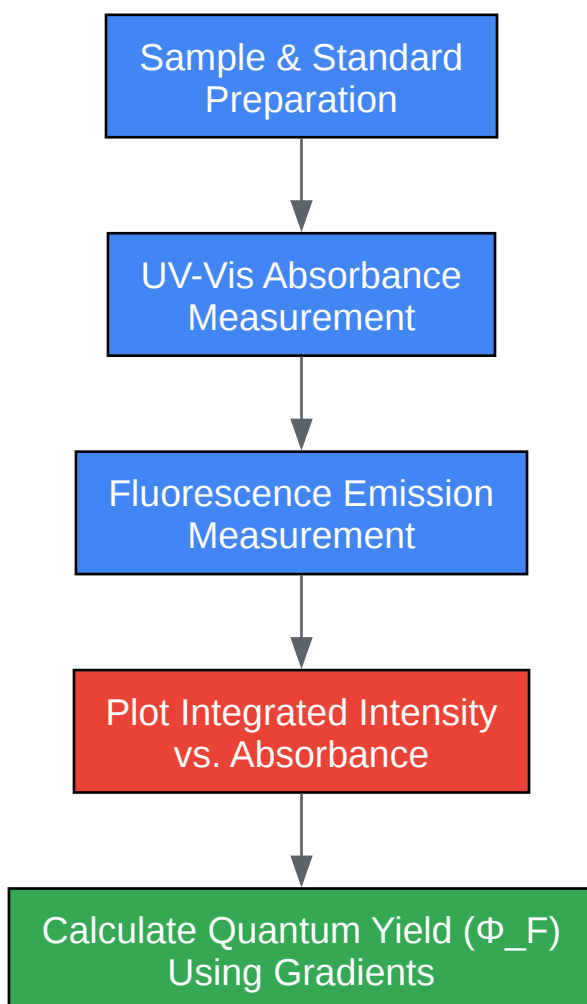 Sample & Standard
Preparation
UV-Vis Absorbance
Measurement
Fluorescence Emission
Measurement
Plot Integrated Intensity
vs. Absorbance
Calculate Quantum Yield (Φ_F)
Using Gradients